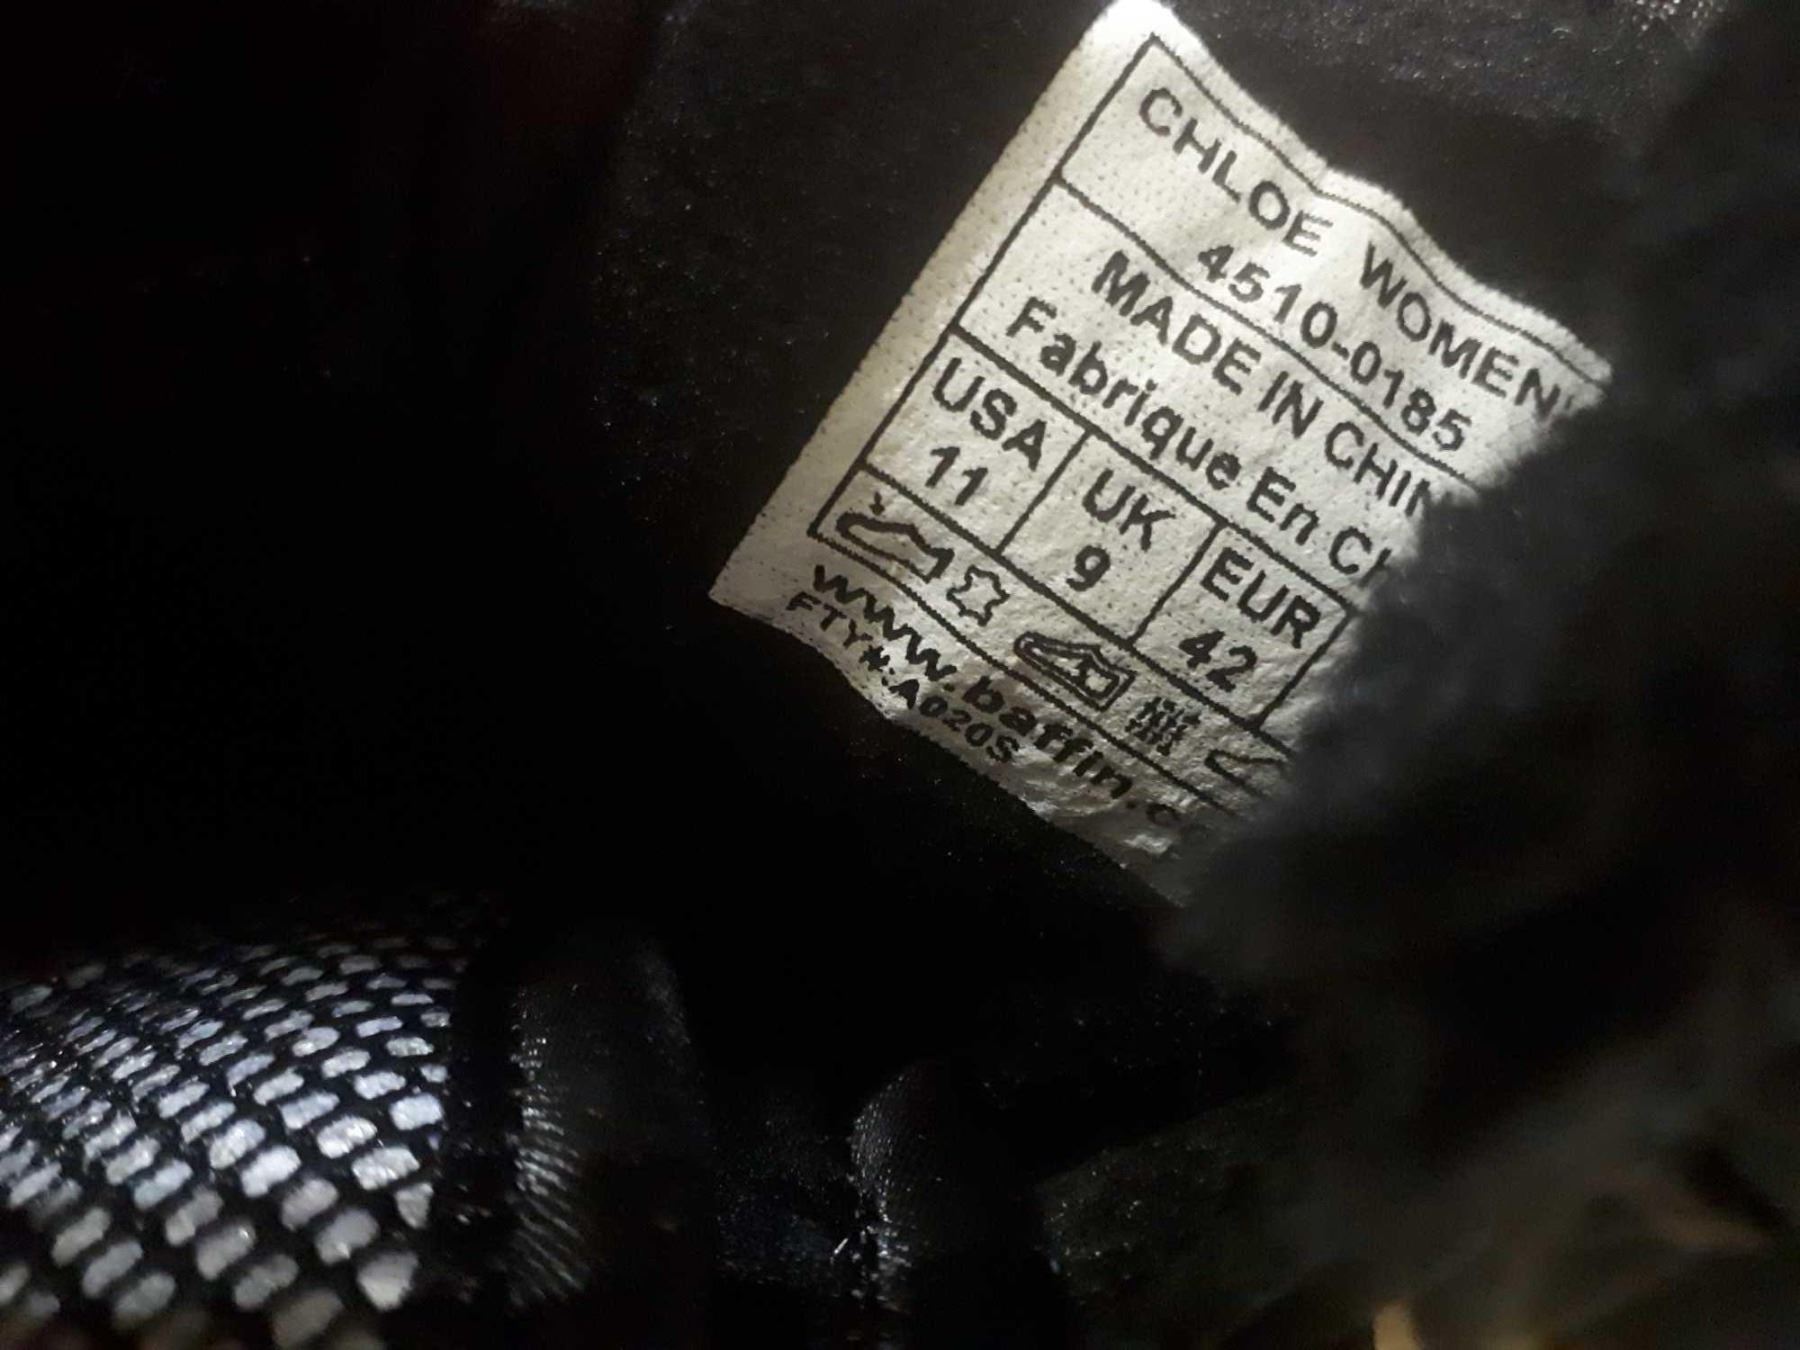 CHLOE WOMEN'
4510-0185
MADE IN CHIN
Fabrique En Ch
USA UK EUR
11 9 42
www.baffin.c
FTY#:A020S